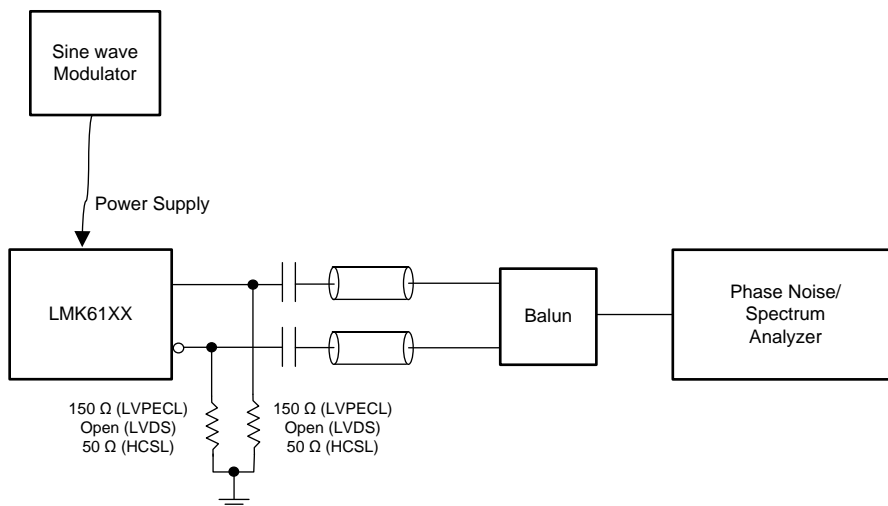 Sine wave
Modulator
Power Supply
LMK61XX
Balun
Phase Noise/
Spectrum
Analyzer
150 Ω (LVPECL)
Open (LVDS)
50 Ω (HCSL)
150 Ω (LVPECL)
Open (LVDS)
50 Ω (HCSL)